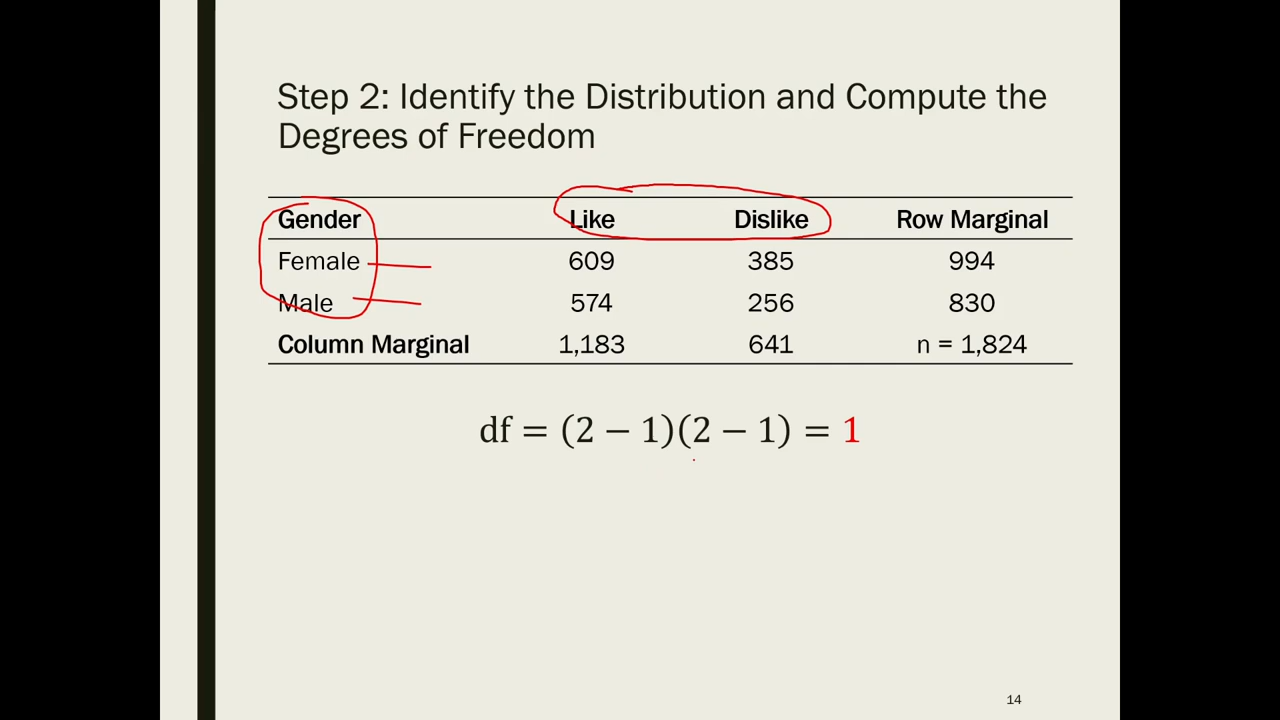 Step 2: Identify the Distribution and Compute the
Degrees of Freedom
Gender Like Dislike Row Marginal
Female 609 385 994
Male 574 256 830
Column Marginal 1,183 641 n = 1,824
df = (2 − 1)(2 − 1) = 1
14